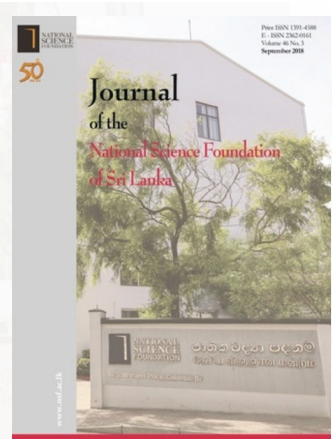 NATIONAL
SCIENCE
FOUNDATION
50
Print ISSN 1391-4588
E - ISSN 2362-0161
Volume 46 No. 3
September 2018
Journal
of the
National Science Foundation
of Sri Lanka
NATIONAL
SCIENCE
FOUNDATION
ජාතික විද්‍යා පදනම
www.nsf.ac.lk